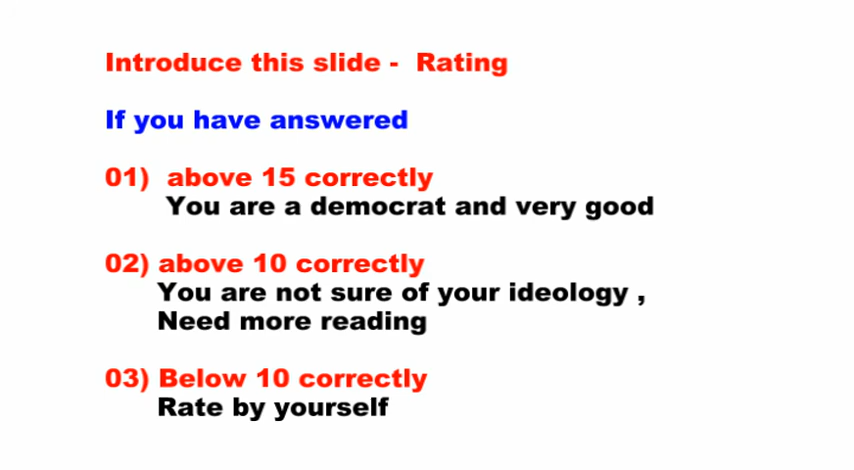 Introduce this slide -  Rating
If you have answered
01)  above 15 correctly
You are a democrat and very good
02) above 10 correctly
You are not sure of your ideology ,
Need more reading
03) Below 10 correctly
Rate by yourself